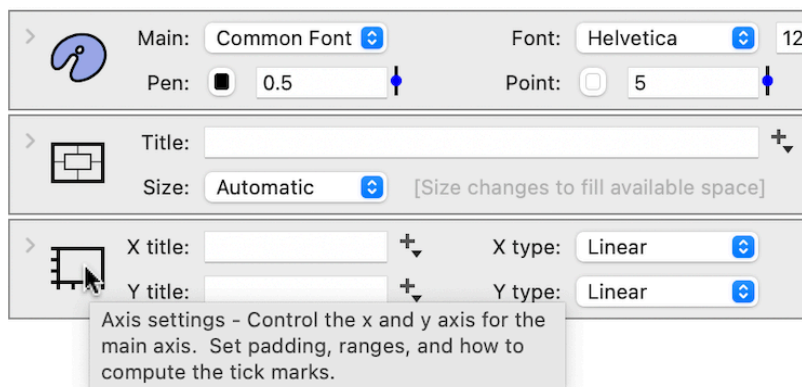 Main: Common Font Font: Helvetica 12
Pen: 0.5 Point: 5
Title:
Size: Automatic [Size changes to fill available space]
X title: X type: Linear
Y title: Y type: Linear
Axis settings - Control the x and y axis for the
main axis. Set padding, ranges, and how to
compute the tick marks.